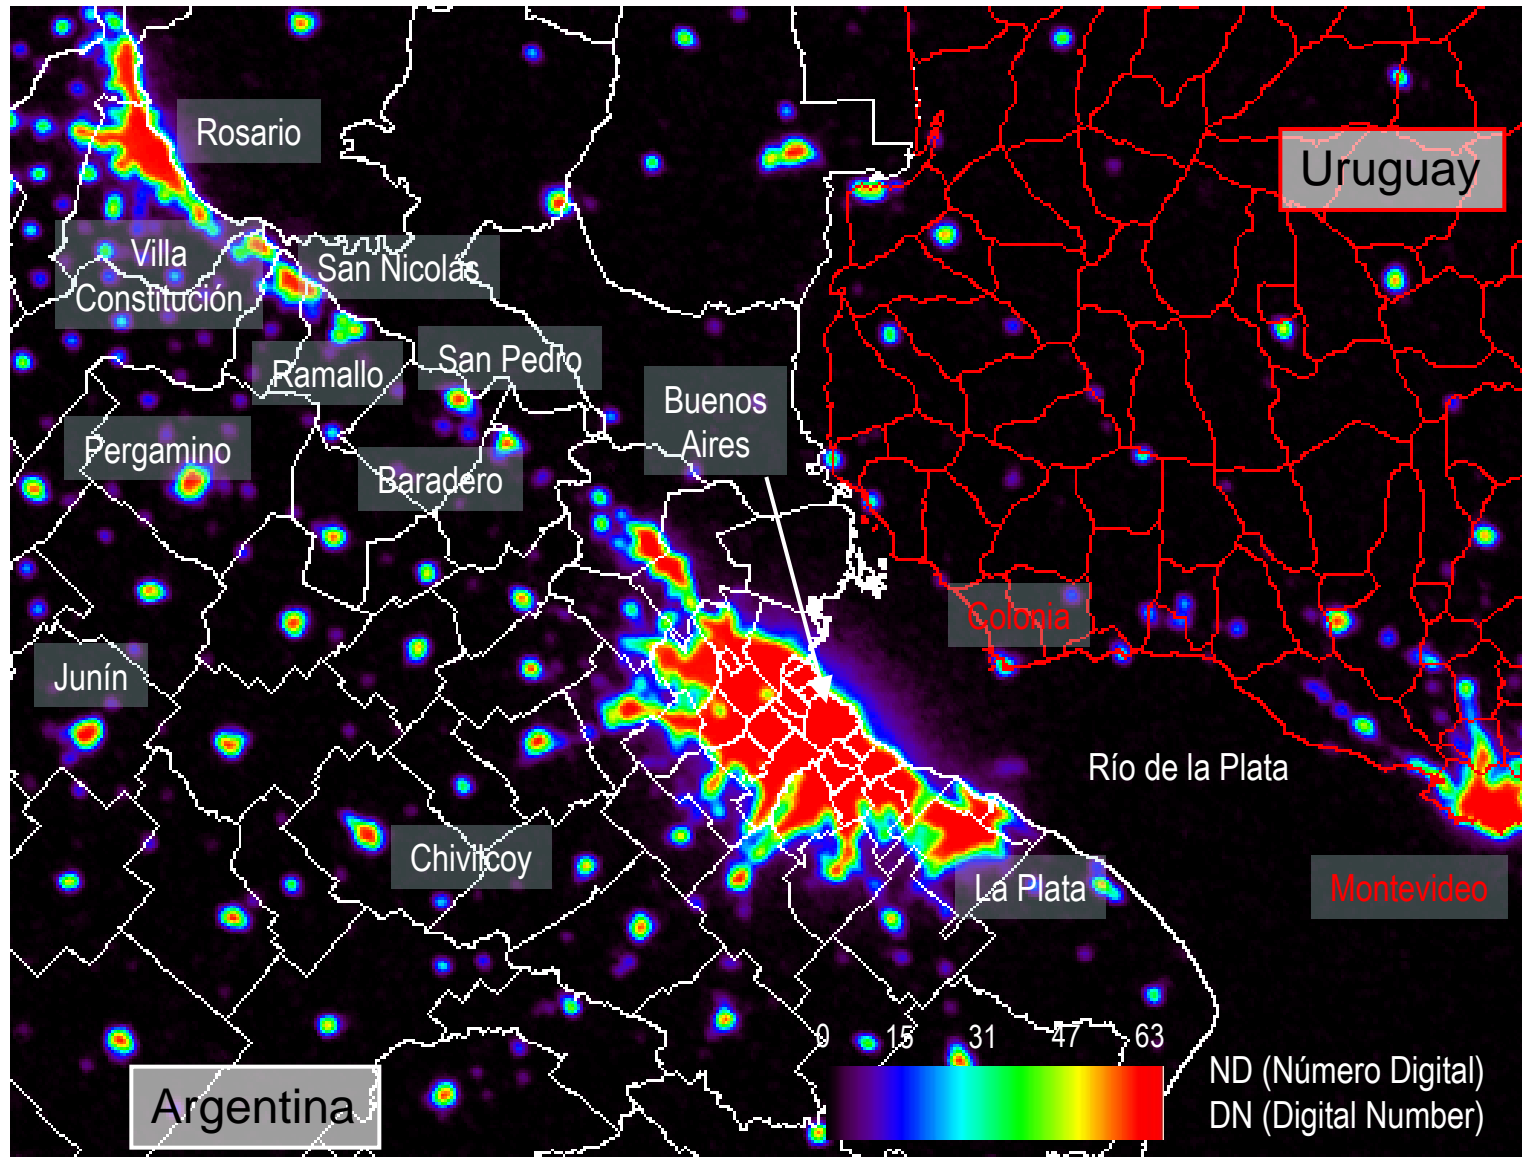 Rosario
Uruguay
Villa
Constitución
San Nicolás
Ramallo
San Pedro
Buenos
Aires
Pergamino
Baradero
Colonia
Junín
Río de la Plata
Chivilcoy
La Plata
Montevideo
0 15 31 47 63
ND (Número Digital)
DN (Digital Number)
Argentina